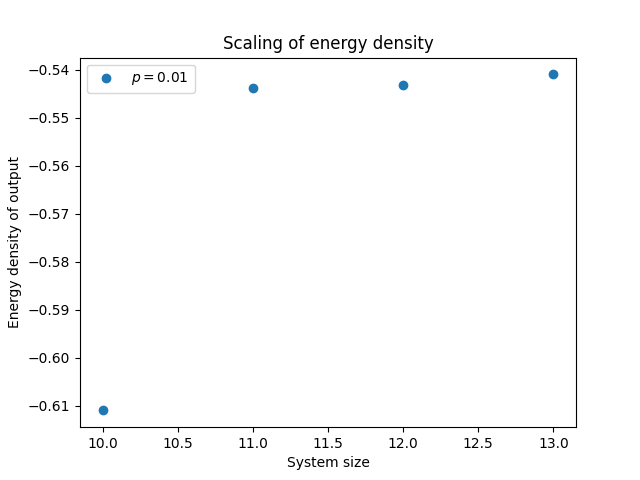 Scaling of energy density
p = 0.01
Energy density of output
−0.54
−0.55
−0.56
−0.57
−0.58
−0.59
−0.60
−0.61
10.0 10.5 11.0 11.5 12.0 12.5 13.0
System size